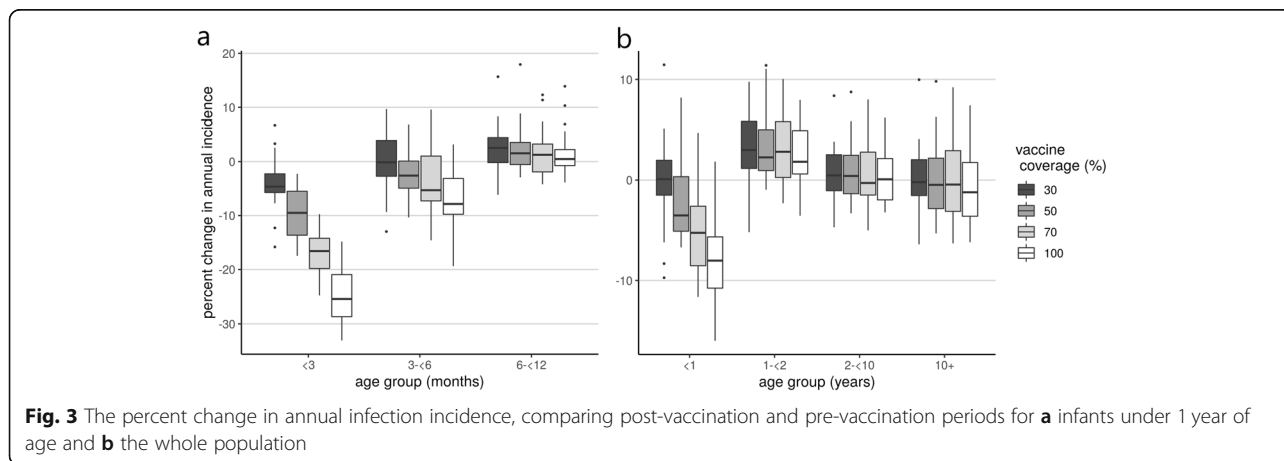 a
b
20
10
0
-10
-20
-30
percent change in annual incidence
<3
3-<6
6-<12
age group (months)
10
0
-10
<1
1-<2
2-<10
10+
age group (years)
vaccine
coverage (%)
30
50
70
100
Fig. 3 The percent change in annual infection incidence, comparing post-vaccination and pre-vaccination periods for a infants under 1 year of
age and b the whole population